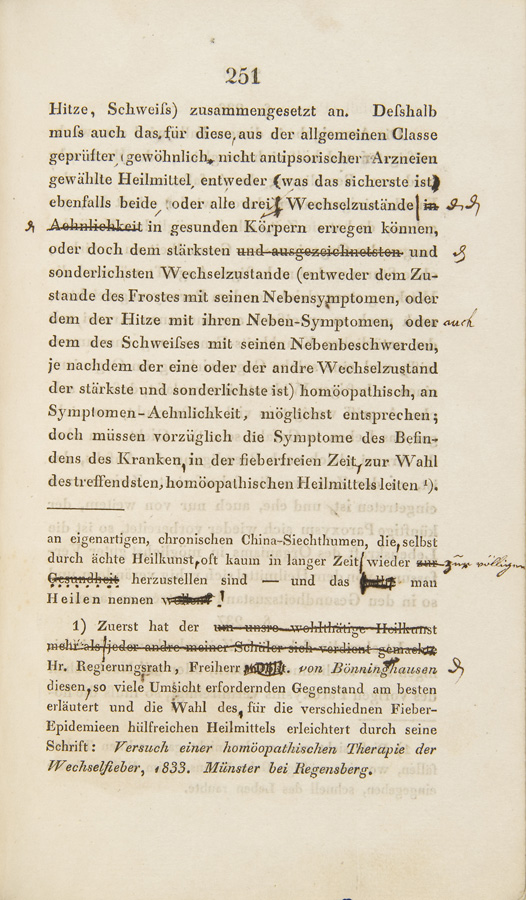 251
Hitze, Schweiſs) zusammengesetzt an. Deſshalb
muſs auch das, für diese, aus der allgemeinen Classe
geprüfter, gewöhnlich, nicht antipsorischer Arzneien
gewählte Heilmittel, entweder (was das sicherste ist)
ebenfalls beide oder alle drei Wechselzustände in
Aehnlichkeit in gesunden Körpern erregen können,
oder doch dem stärksten und ausgezeichnetsten und
sonderlichsten Wechselzustande (entweder dem Zu-
stande des Frostes mit seinen Nebensymptomen, oder
dem der Hitze mit ihren Neben-Symptomen, oder auch
dem des Schweiſses mit seinen Nebenbeschwerden,
je nachdem der eine oder der andre Wechselzustand
der stärkste und sonderlichste ist) homöopathisch, an
Symptomen-Aehnlichkeit, möglichst entsprechen;
doch müssen vorzüglich die Symptome des Befin-
dens des Kranken, in der fieberfreien Zeit, zur Wahl
des treffendsten, homöopathischen Heilmittels leiten ¹).
an eigenartigen, chronischen China-Siechthumen, die, selbst
durch ächte Heilkunst, oft kaum in langer Zeit wieder zur zur völligen
Gesundheit herzustellen sind — und das man
Heilen nennen !
1) Zuerst hat der um unsre wohlthätige Heilkunst
mehr als jeder andre meiner Schüler sich verdient gemachte
Hr. Regierungsrath, Freiherr von Bönninghausen
diesen, so viele Umsicht erfordernden Gegenstand am besten
erläutert und die Wahl des, für die verschiednen Fieber-
Epidemieen hülfreichen Heilmittels erleichtert durch seine
Schrift: Versuch einer homöopathischen Therapie der
Wechselfieber, 1833. Münster bei Regensberg.